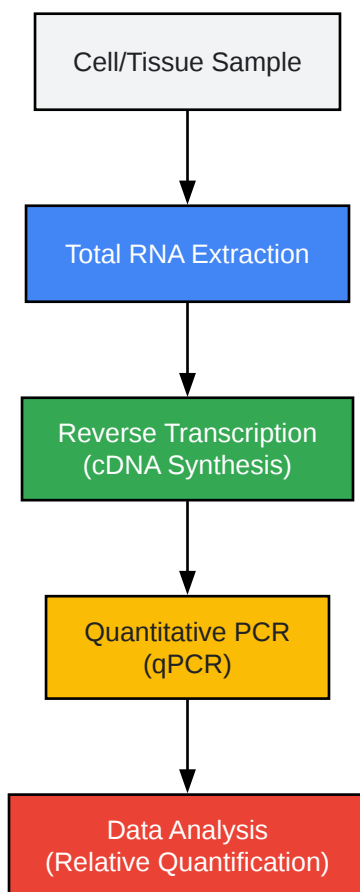 Cell/Tissue Sample
Total RNA Extraction
Reverse Transcription
(cDNA Synthesis)
Quantitative PCR
(qPCR)
Data Analysis
(Relative Quantification)